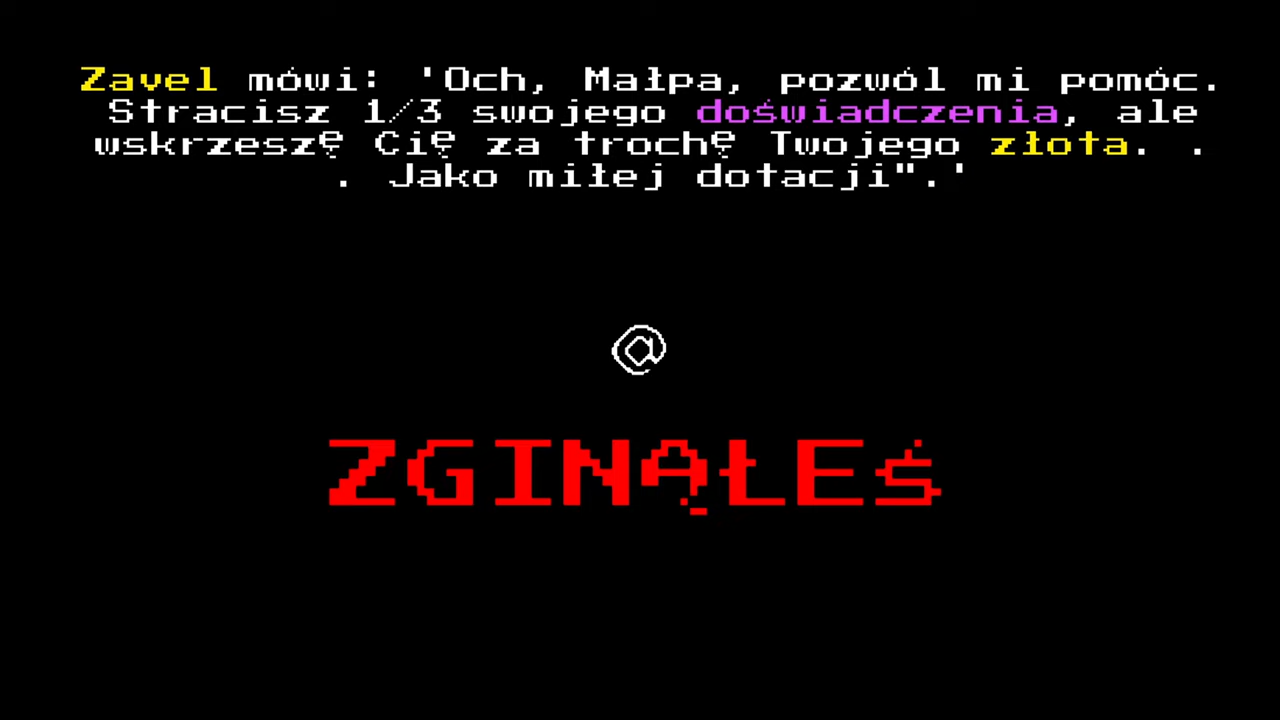 Zavel mówi: 'Och, Małpa, pozwól mi pomóc.
Stracisz 1/3 swojego doświadczenia, ale
wskrzeszę Cię za trochę Twojego złota. .
. Jako miłej dotacji".'
@
ZGINĄŁEŚ